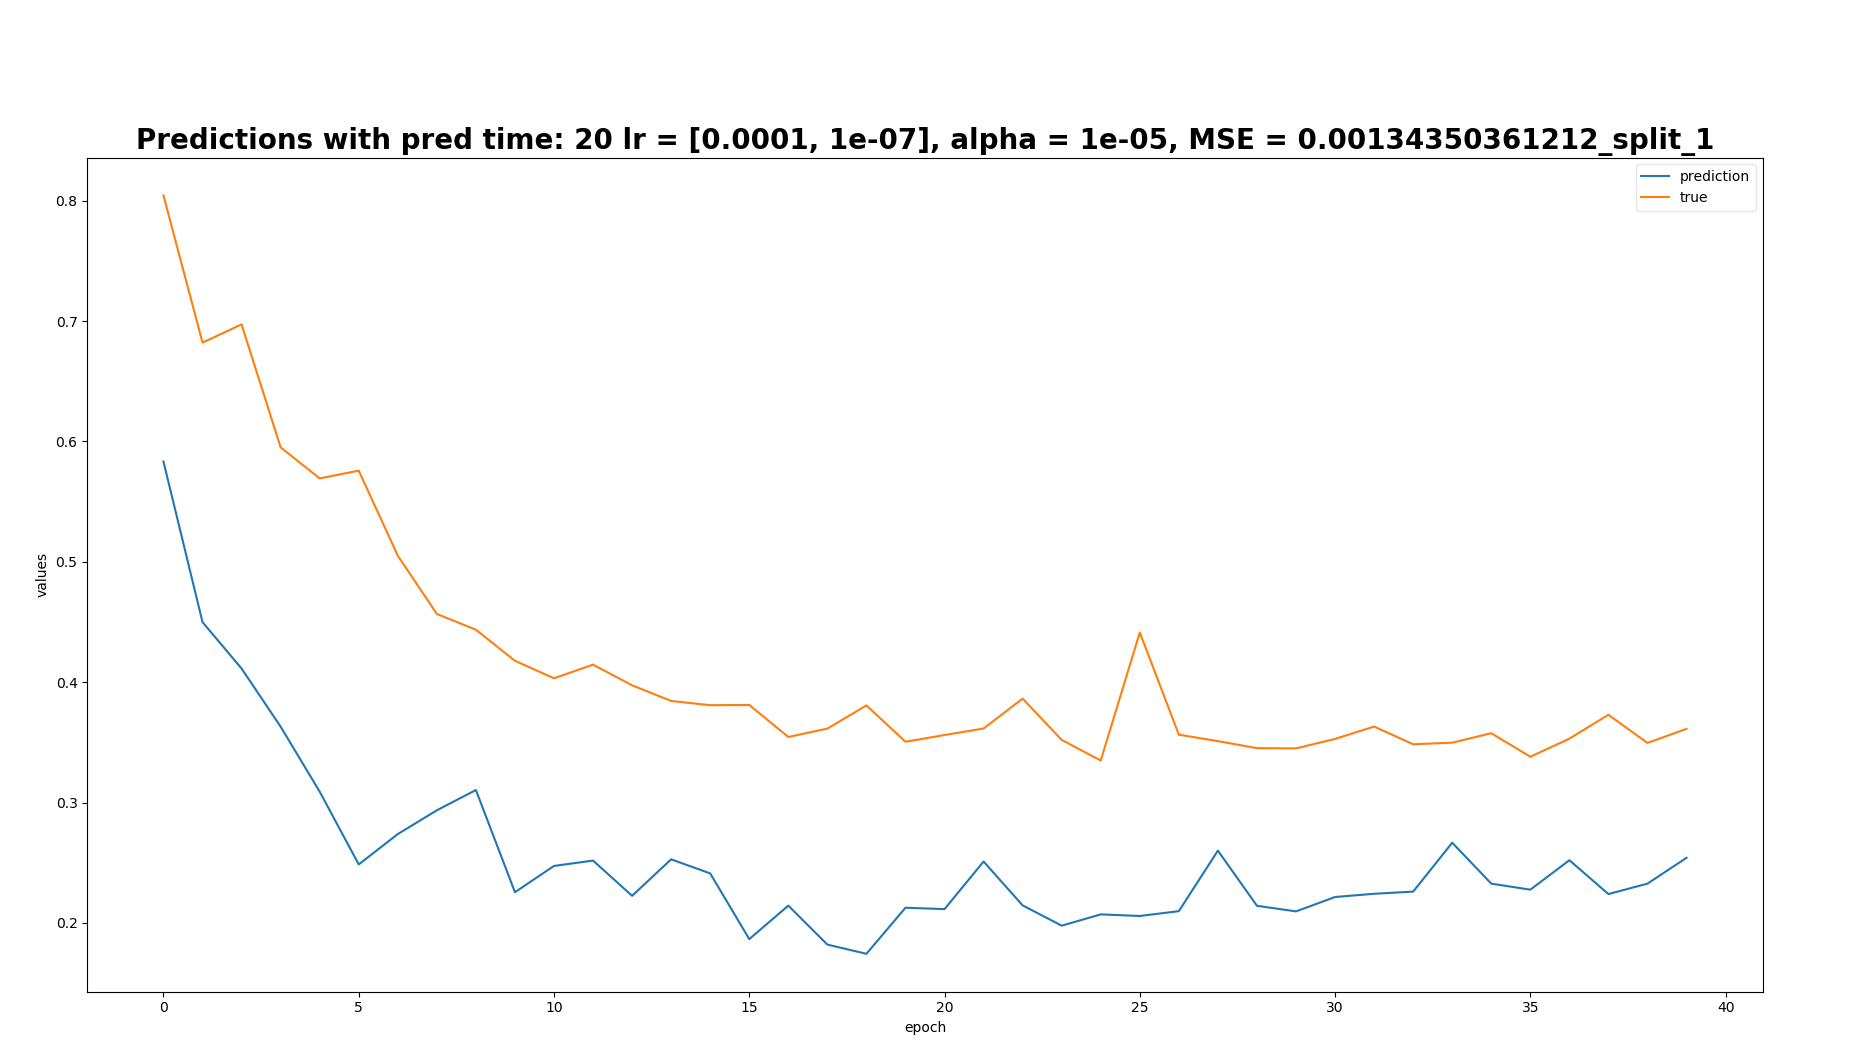 Predictions with pred time: 20 lr = [0.0001, 1e-07], alpha = 1e-05, MSE = 0.00134350361212_split_1
prediction
true
0.8
0.7
0.6
0.5
0.4
0.3
0.2
values
0 5 10 15 20 25 30 35 40
epoch